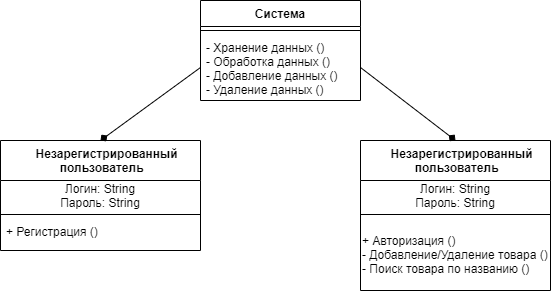 Система
- Хранение данных ()
- Обработка данных ()
- Добавление данных ()
- Удаление данных ()
Незарегистрированный
пользователь
Логин: String
Пароль: String
+ Регистрация ()
Незарегистрированный
пользователь
Логин: String
Пароль: String
+ Авторизация ()
- Добавление/Удаление товара ()
- Поиск товара по названию ()